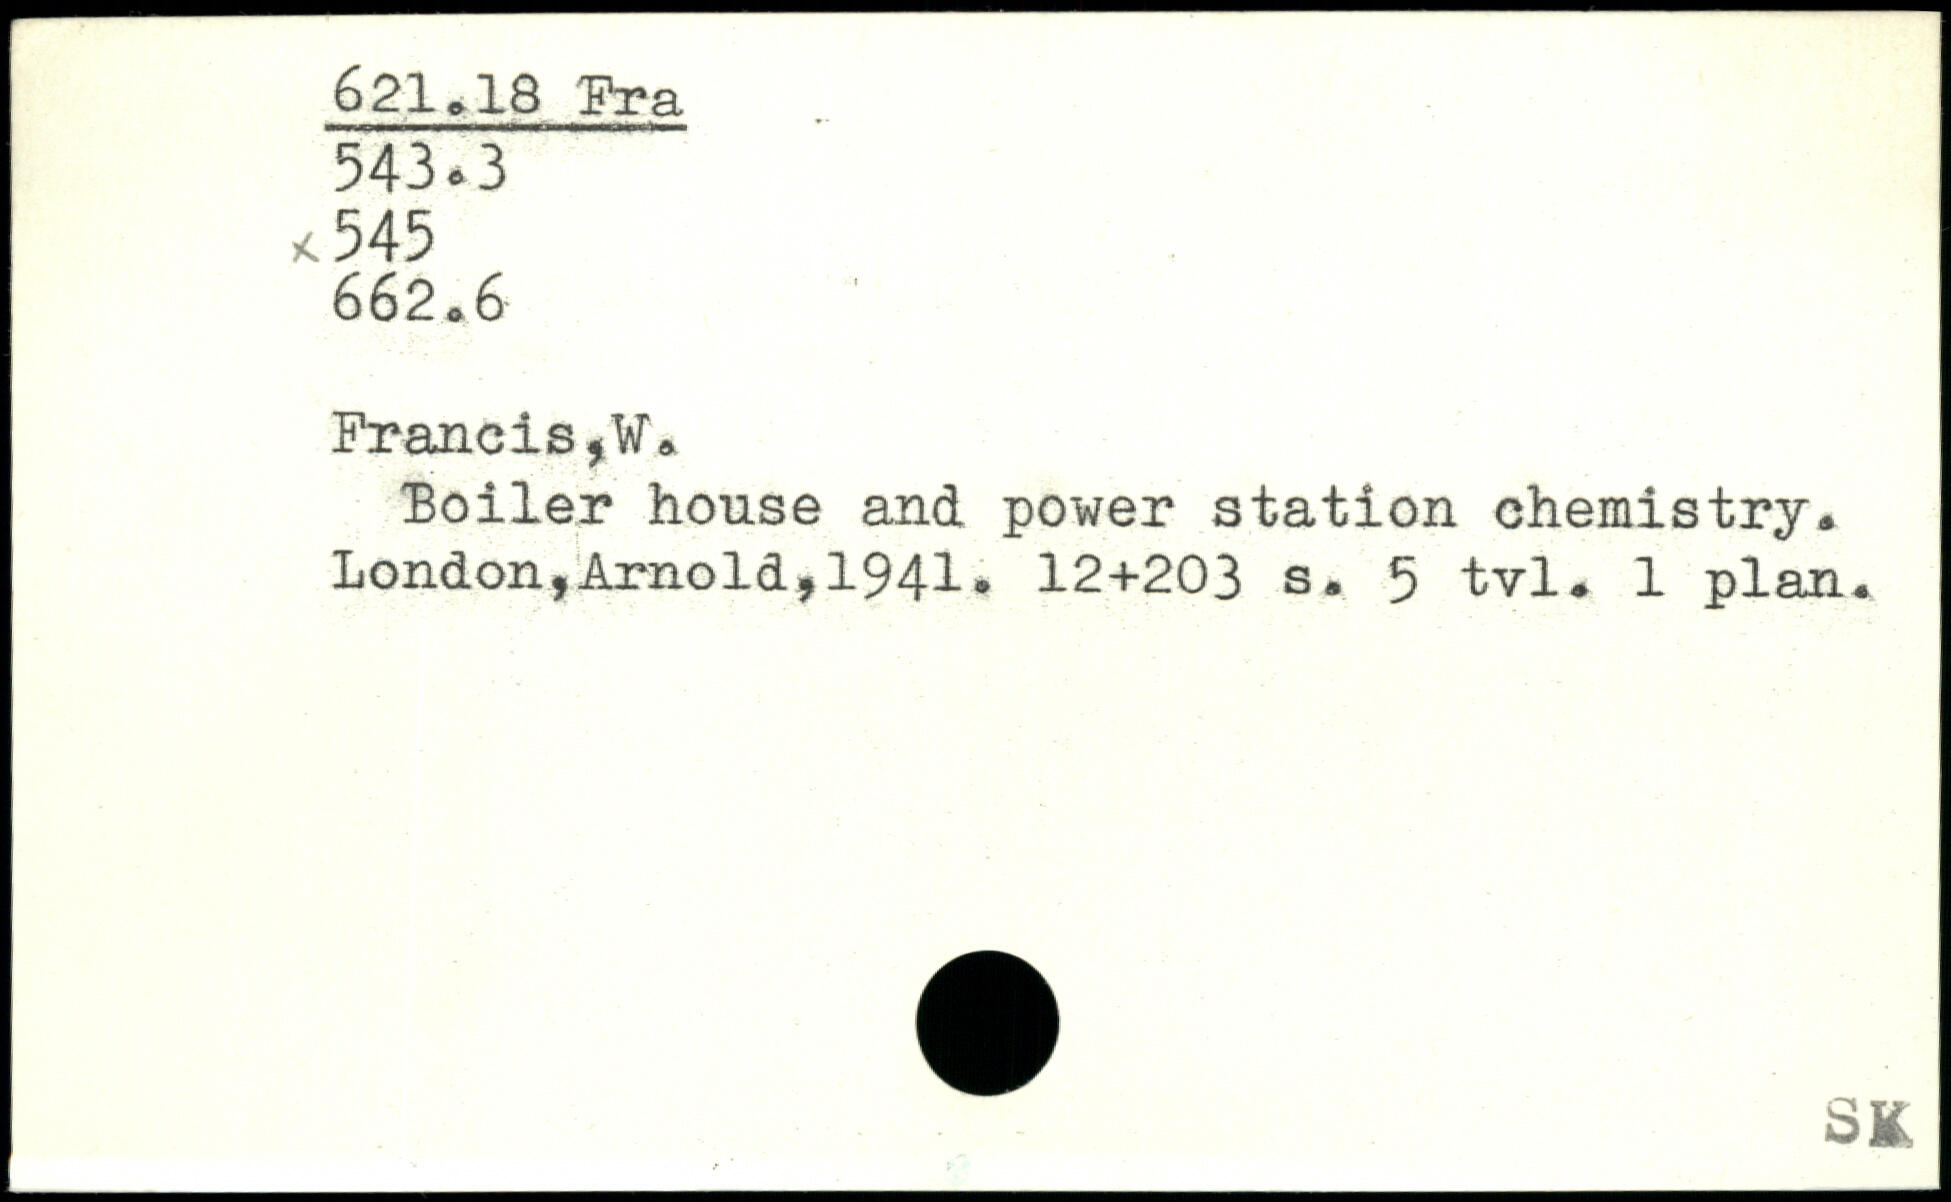 621.18 Fra
543.3
x 545
662.6
Francis,W.
Boiler house and power station chemistry.
London,Arnold,1941. 12+203 s. 5 tvl. 1 plan.
SK